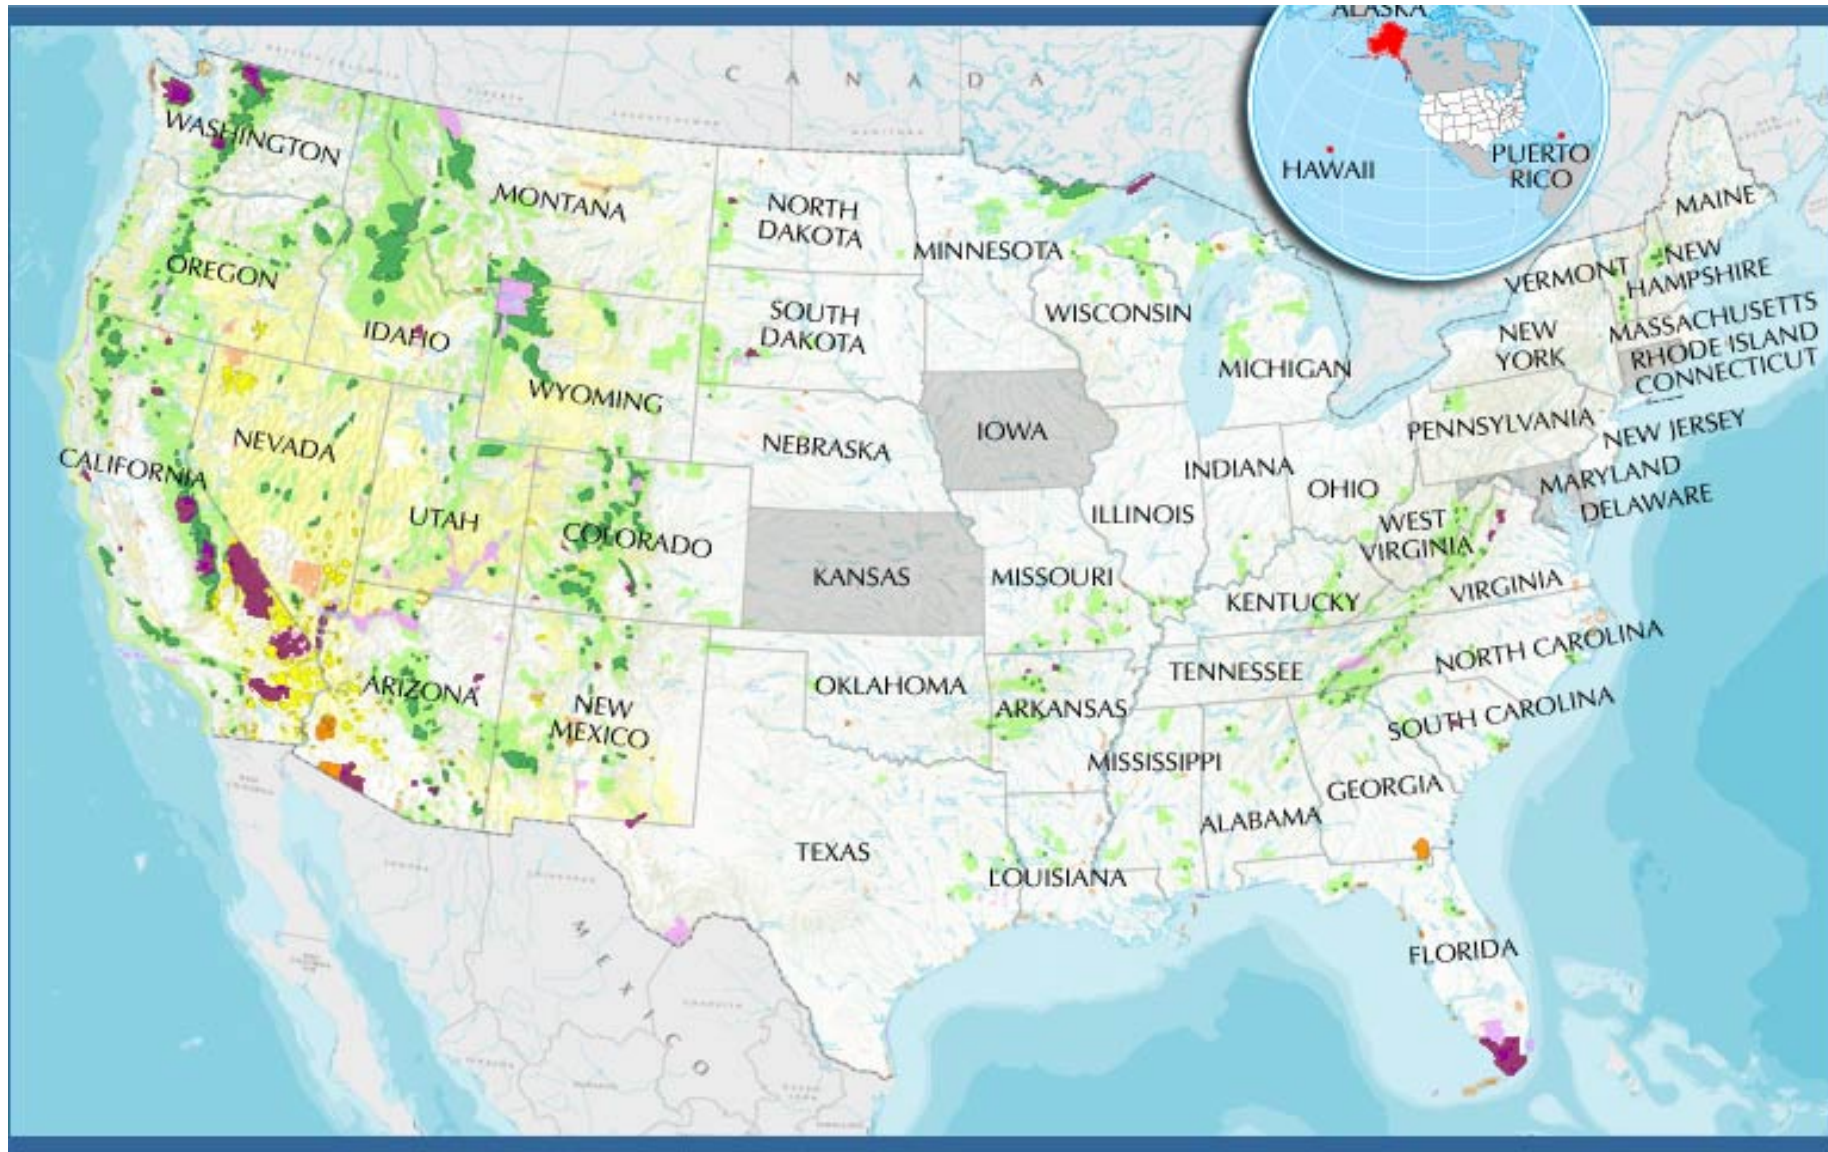 ALASKA
HAWAII
PUERTO
RICO
C A N A D A
WASHINGTON
MONTANA
NORTH
DAKOTA
MINNESOTA
MAINE
OREGON
IDAHO
SOUTH
DAKOTA
WISCONSIN
MICHIGAN
VERMONT
NEW
HAMPSHIRE
NEW
YORK
MASSACHUSETTS
RHODE ISLAND
CONNECTICUT
WYOMING
NEVADA
NEBRASKA
IOWA
PENNSYLVANIA
NEW JERSEY
CALIFORNIA
UTAH
COLORADO
ILLINOIS
INDIANA
OHIO
WEST
VIRGINIA
MARYLAND
DELAWARE
KANSAS
MISSOURI
KENTUCKY
VIRGINIA
ARIZONA
NEW
MEXICO
OKLAHOMA
ARKANSAS
TENNESSEE
NORTH CAROLINA
SOUTH CAROLINA
MISSISSIPPI
ALABAMA
GEORGIA
TEXAS
LOUISIANA
FLORIDA
M E X I C O